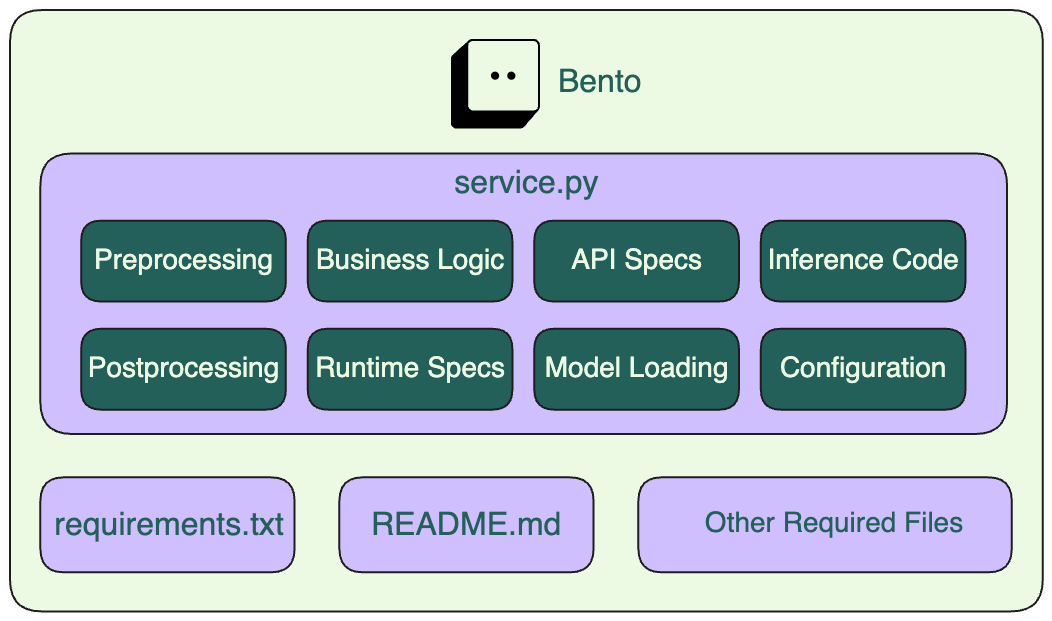 Bento
service.py
Preprocessing
Business Logic
API Specs
Inference Code
Postprocessing
Runtime Specs
Model Loading
Configuration
requirements.txt
README.md
Other Required Files